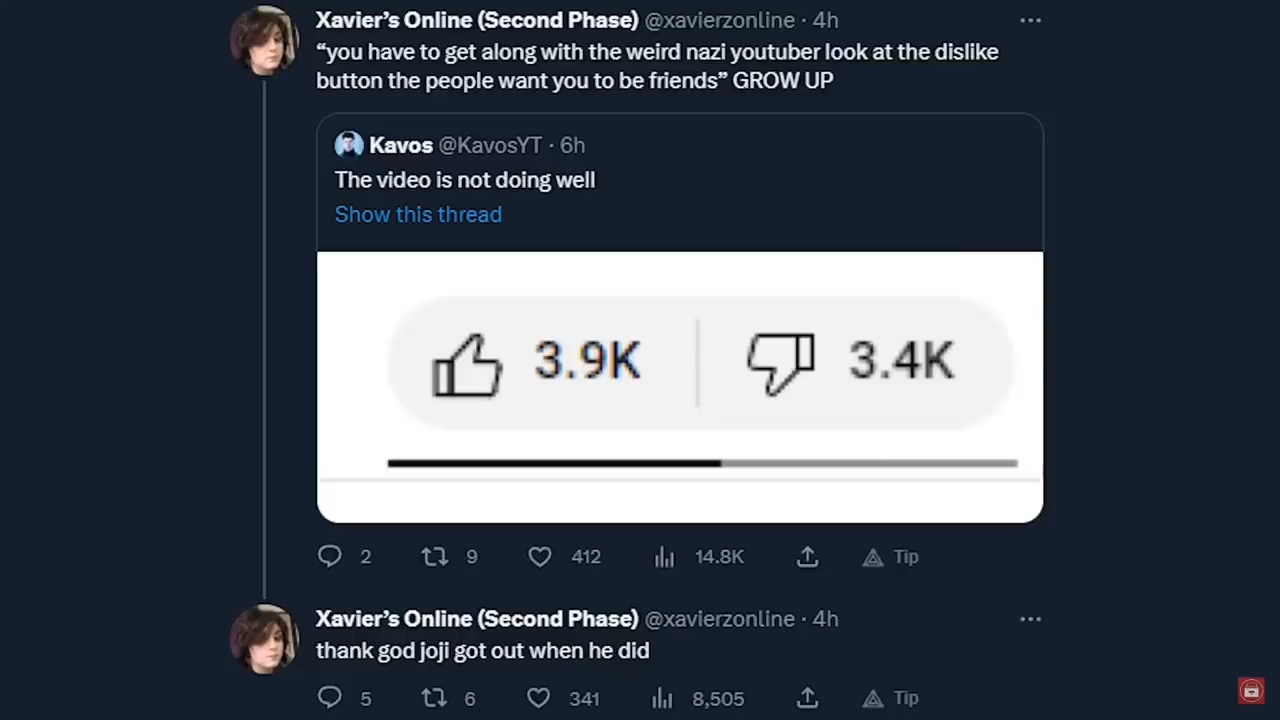 Xavier’s Online (Second Phase) @xavierzonline · 4h
“you have to get along with the weird nazi youtuber look at the dislike
button the people want you to be friends” GROW UP
Kavos @KavosYT · 6h
The video is not doing well
Show this thread
3.9K 3.4K
2 9 412 14.8K Tip
Xavier’s Online (Second Phase) @xavierzonline · 4h
thank god joji got out when he did
5 6 341 8,505 Tip